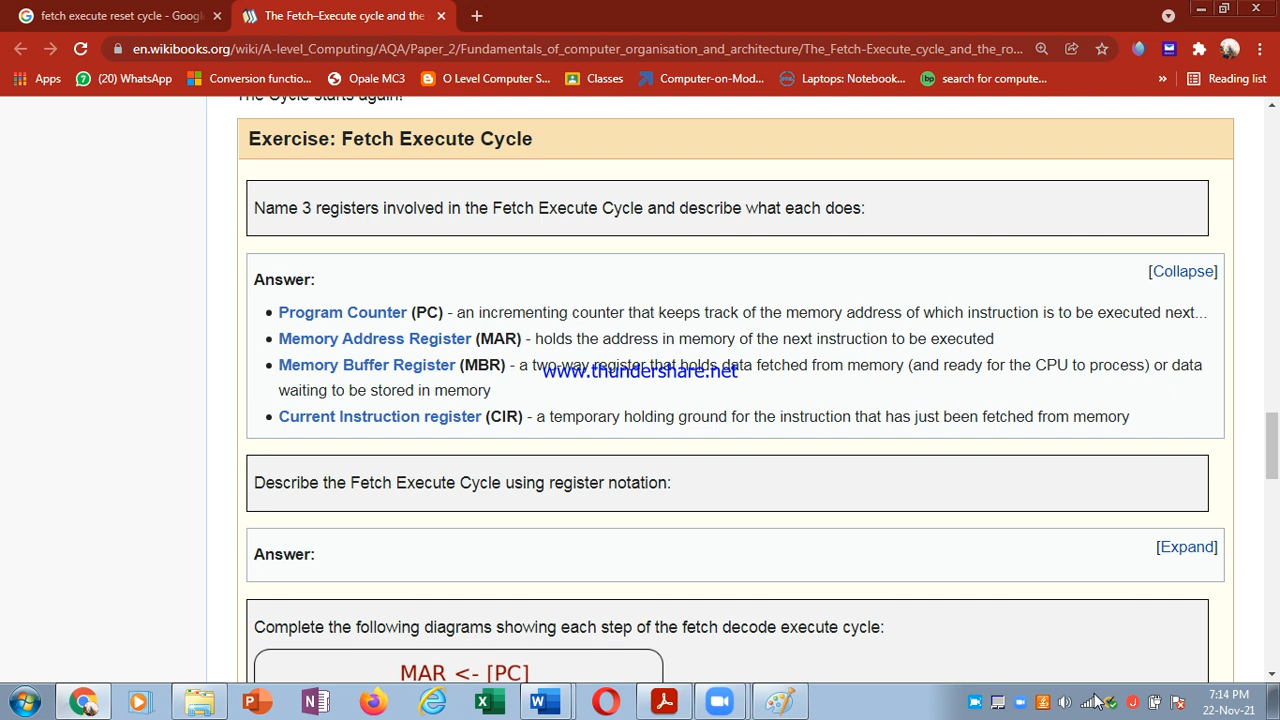 fetch execute reset cycle - Goog
The Fetch–Execute cycle and the
en.wikibooks.org/wiki/A-level_Computing/AQA/Paper_2/Fundamentals_of_computer_organisation_and_architecture/The_Fetch-Execute_cycle_and_the_ro...
Apps
(20) WhatsApp
Conversion functio...
Opale MC3
O Level Computer S...
Classes
Computer-on-Mod...
Laptops: Notebook...
search for compute...
»
Reading list
The Cycle starts again!
Exercise: Fetch Execute Cycle
Name 3 registers involved in the Fetch Execute Cycle and describe what each does:
Answer:
[Collapse]
• Program Counter (PC) - an incrementing counter that keeps track of the memory address of which instruction is to be executed next...
• Memory Address Register (MAR) - holds the address in memory of the next instruction to be executed
• Memory Buffer Register (MBR) - a two-way register that holds data fetched from memory (and ready for the CPU to process) or data
www.thundershare.net
waiting to be stored in memory
• Current Instruction register (CIR) - a temporary holding ground for the instruction that has just been fetched from memory
Describe the Fetch Execute Cycle using register notation:
Answer:
[Expand]
Complete the following diagrams showing each step of the fetch decode execute cycle:
MAR <- [PC]
7:14 PM
22-Nov-21